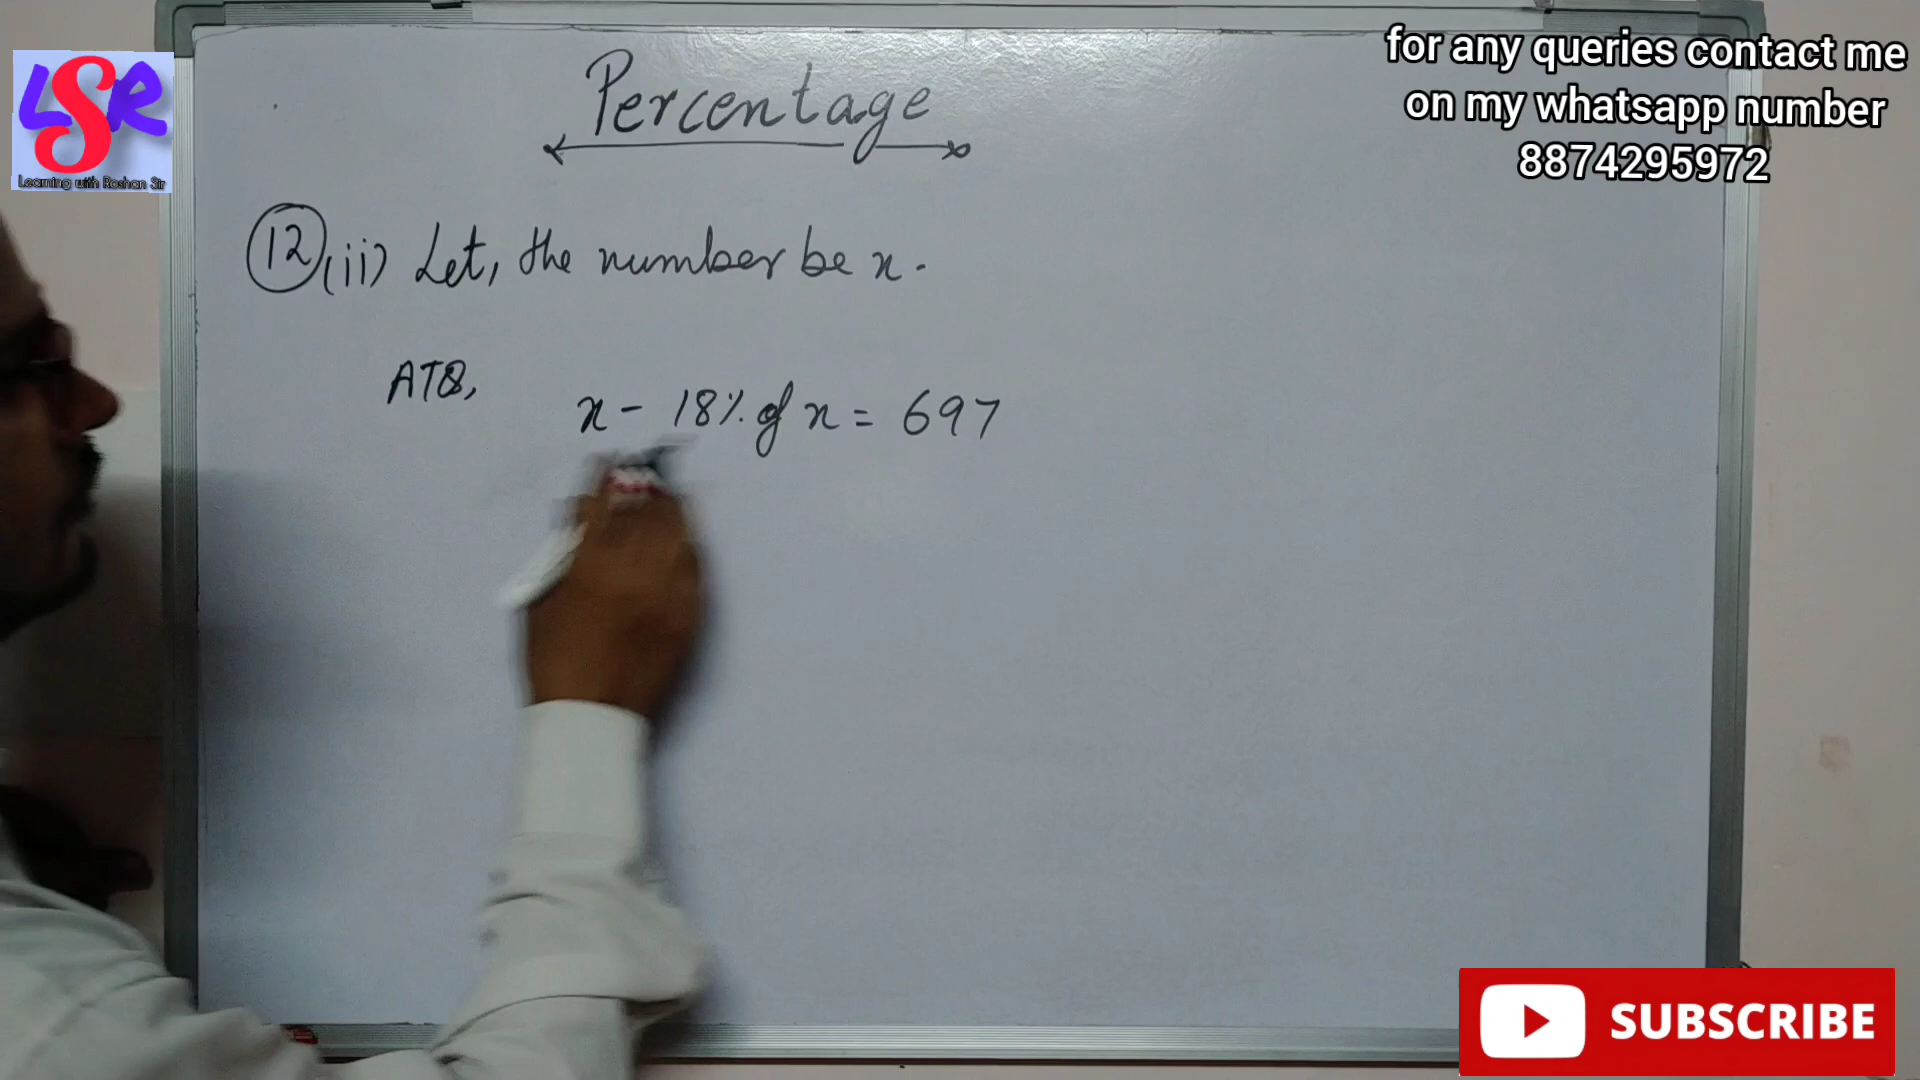 LSR
Learning with Roshan Sir
for any queries contact me
on my whatsapp number
8874295972
Percentage
12 (ii) Let, the number be x.
ATQ,
x - 18% of x = 697
SUBSCRIBE